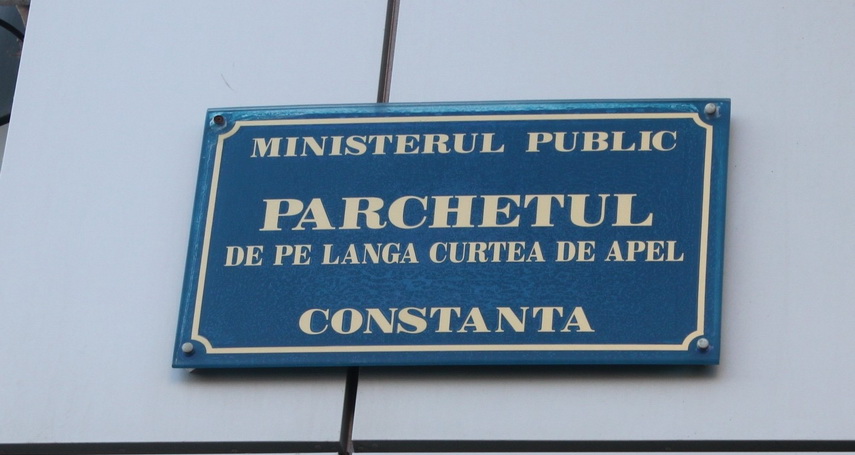 MINISTERUL PUBLIC
PARCHETUL
DE PE LANGA CURTEA DE APEL
CONSTANTA